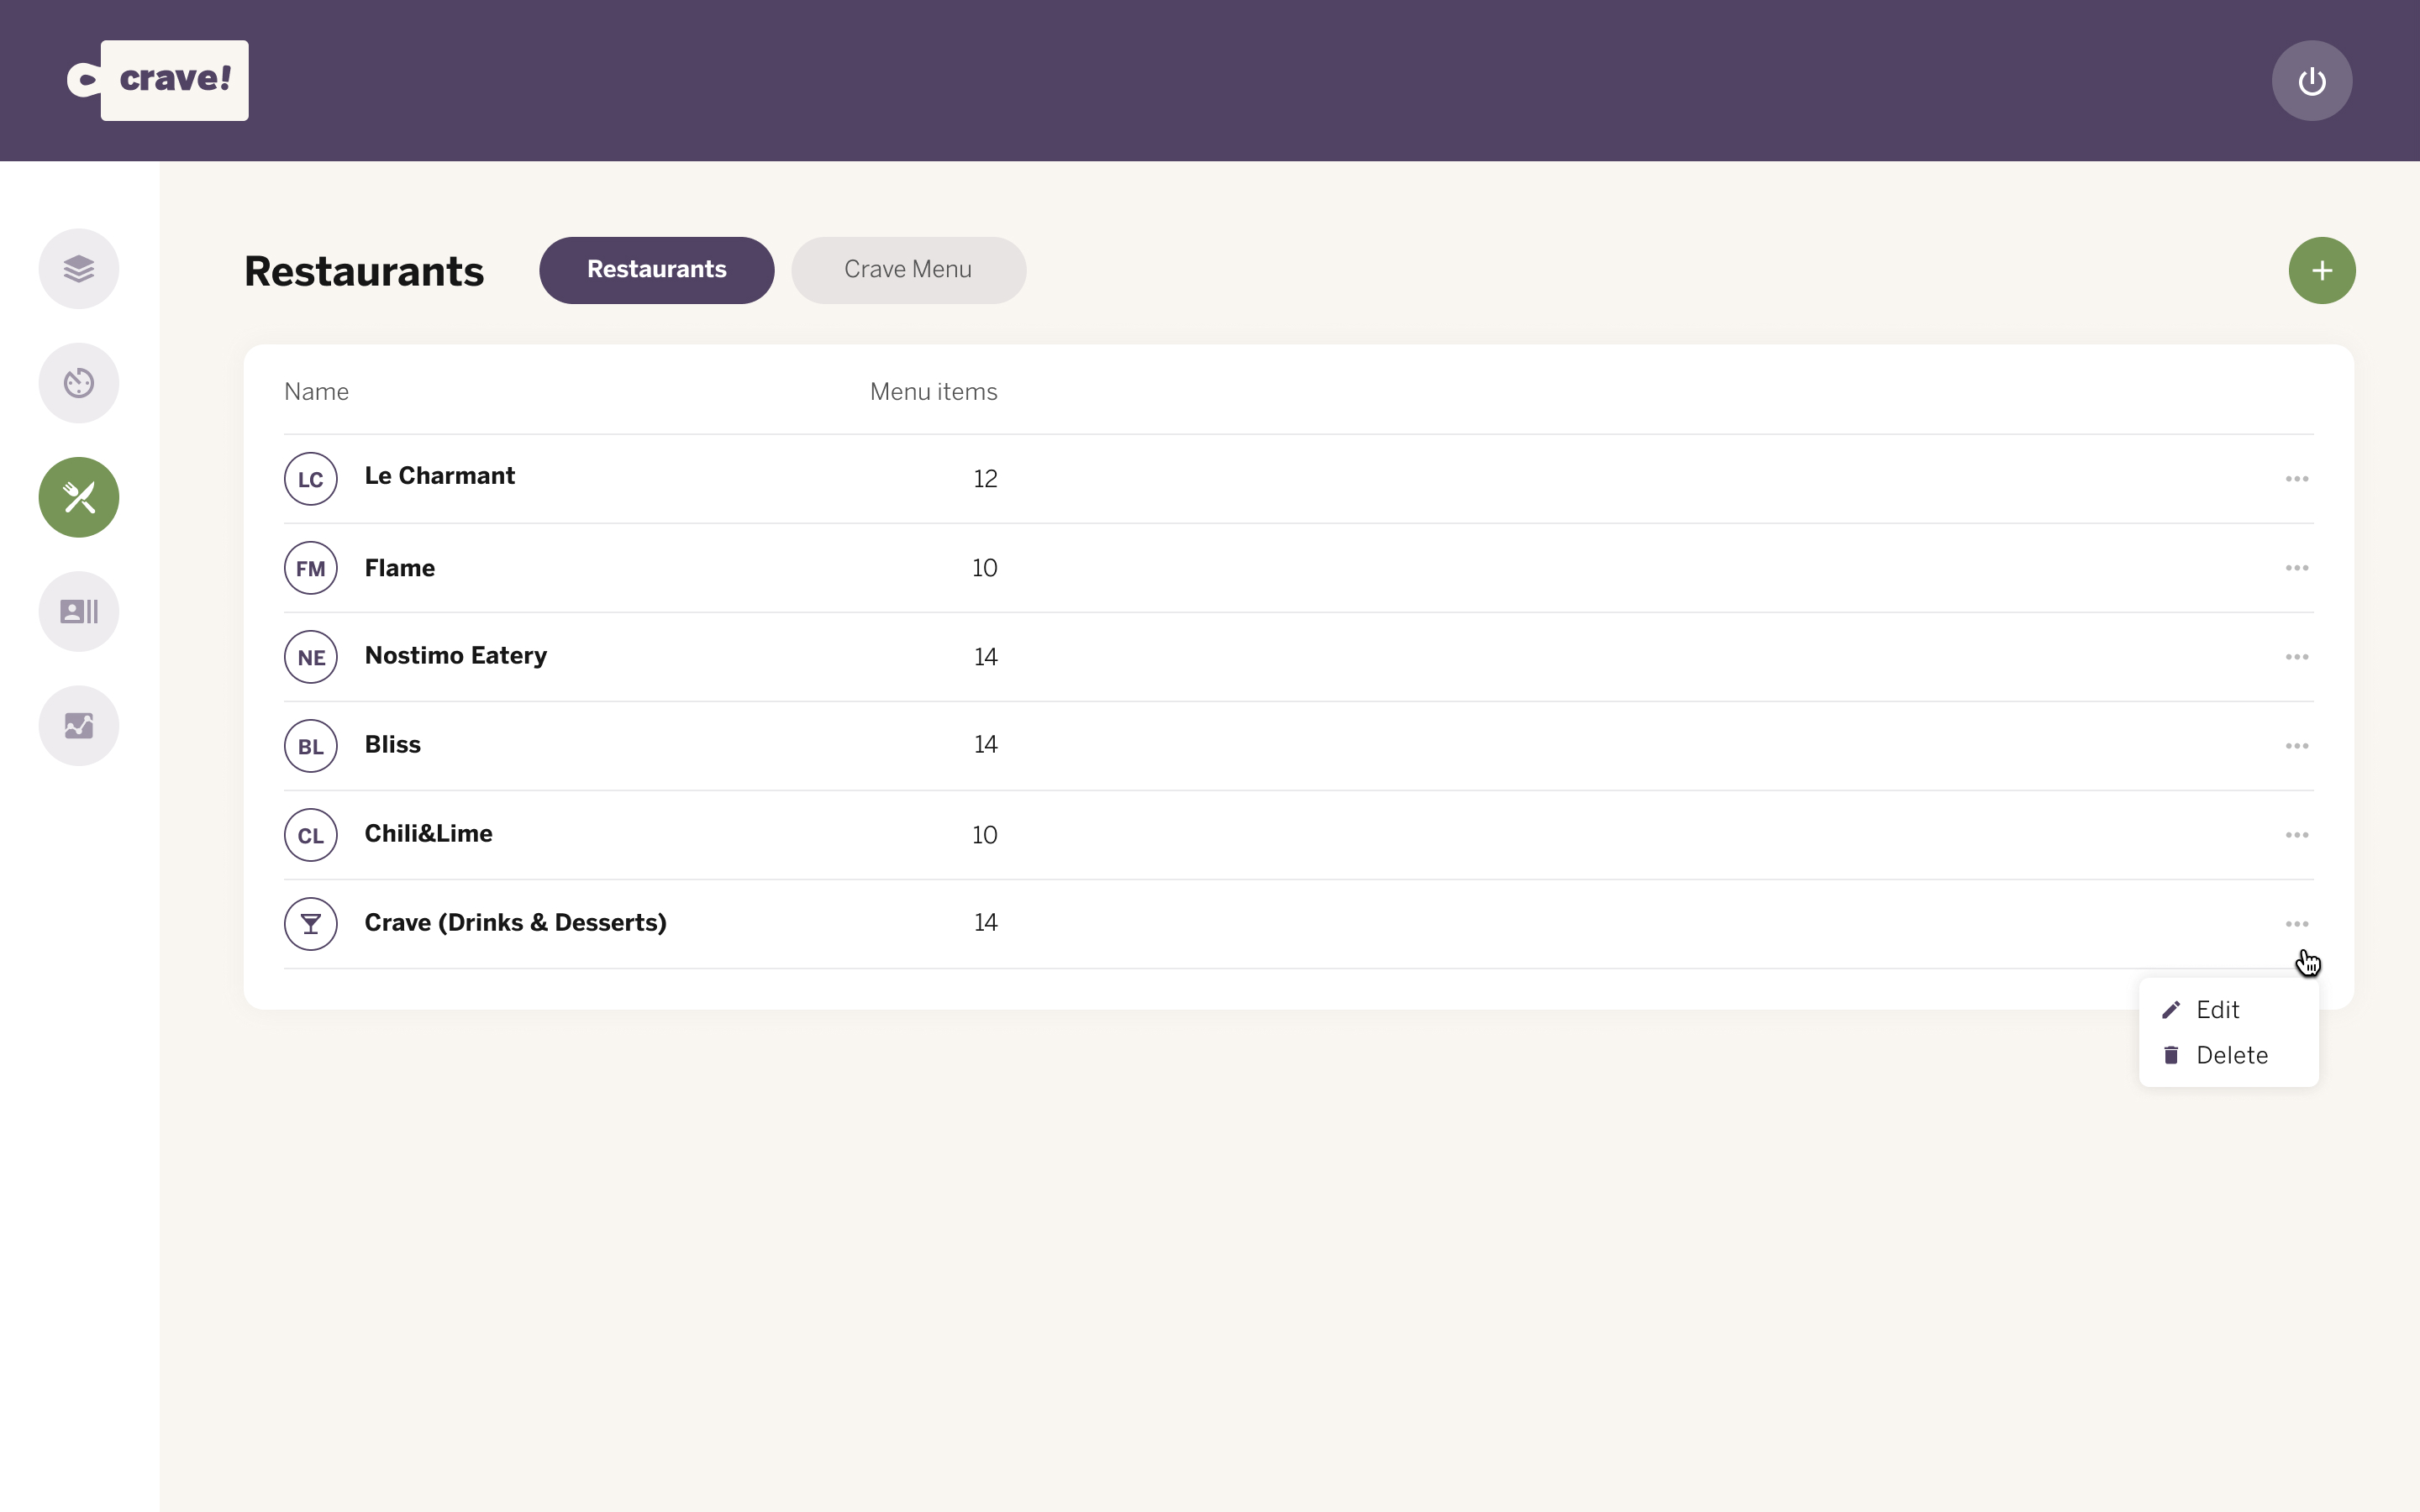 crave!
Restaurants Restaurants Crave Menu
Name Menu items
LC Le Charmant 12
FM Flame 10
NE Nostimo Eatery 14
BL Bliss 14
CL Chili&Lime 10
Crave (Drinks & Desserts) 14
Edit
Delete